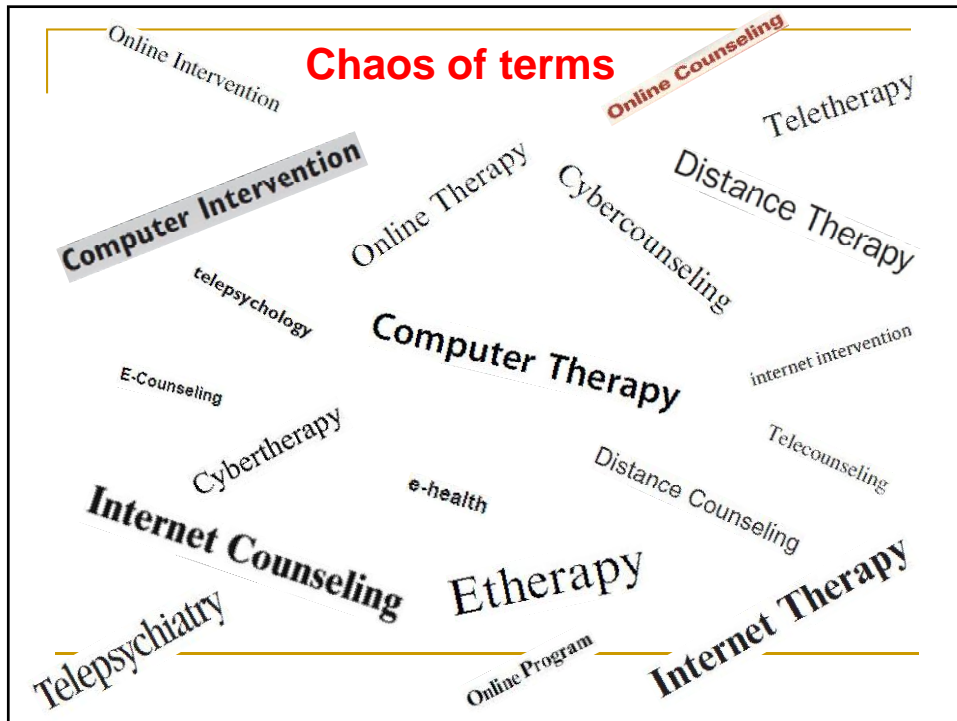 Online Intervention
Chaos of terms
Online Counseling
Teletherapy
Computer Intervention
Online Therapy
Cybercounseling
Distance Therapy
telepsychology
Computer Therapy
internet intervention
E-Counseling
Cybertherapy
Telecounseling
e-health
Distance Counseling
Internet Counseling
Etherapy
Internet Therapy
Telepsychiatry
Online Program